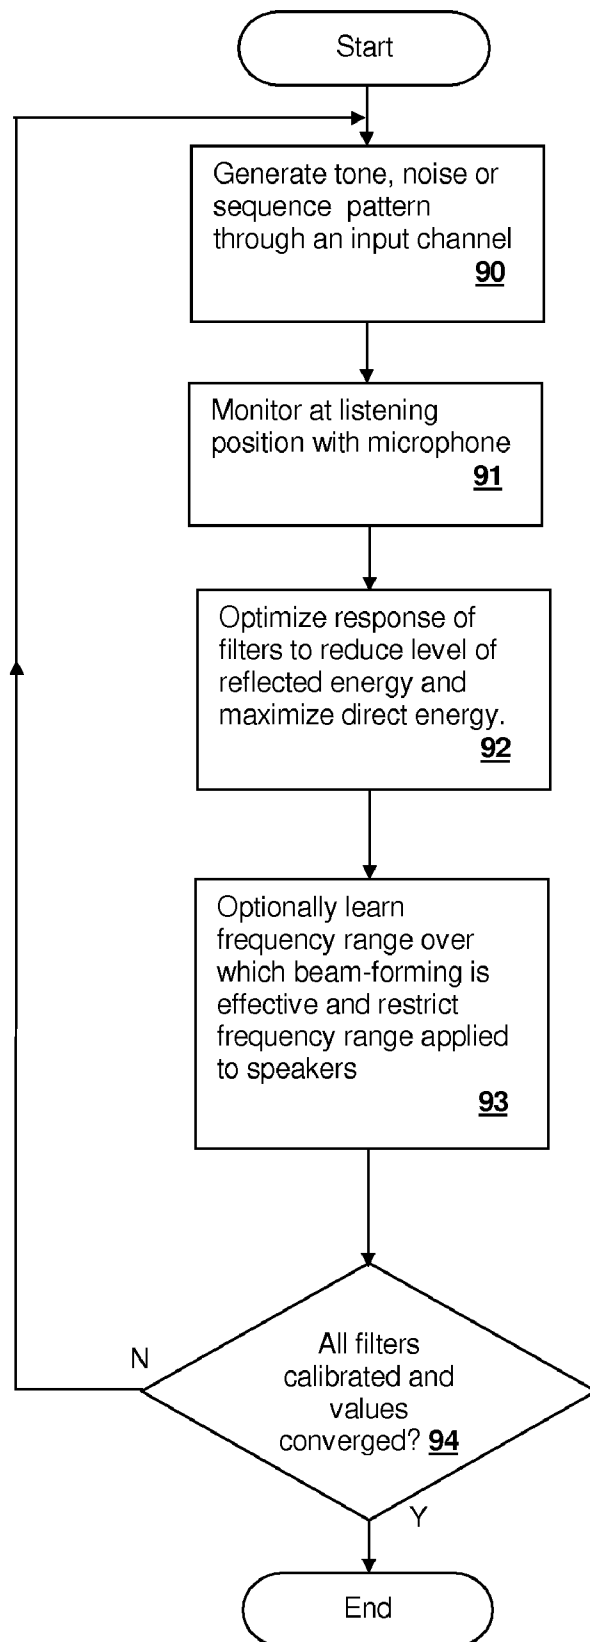 Start
Generate tone, noise or
sequence pattern
through an input channel
90
Monitor at listening
position with microphone
91
Optimize response of
filters to reduce level of
reflected energy and
maximize direct energy.
92
Optionally learn
frequency range over
which beam-forming is
effective and restrict
frequency range applied
to speakers
93
N
All filters
calibrated and
values
converged? 94
Y
End